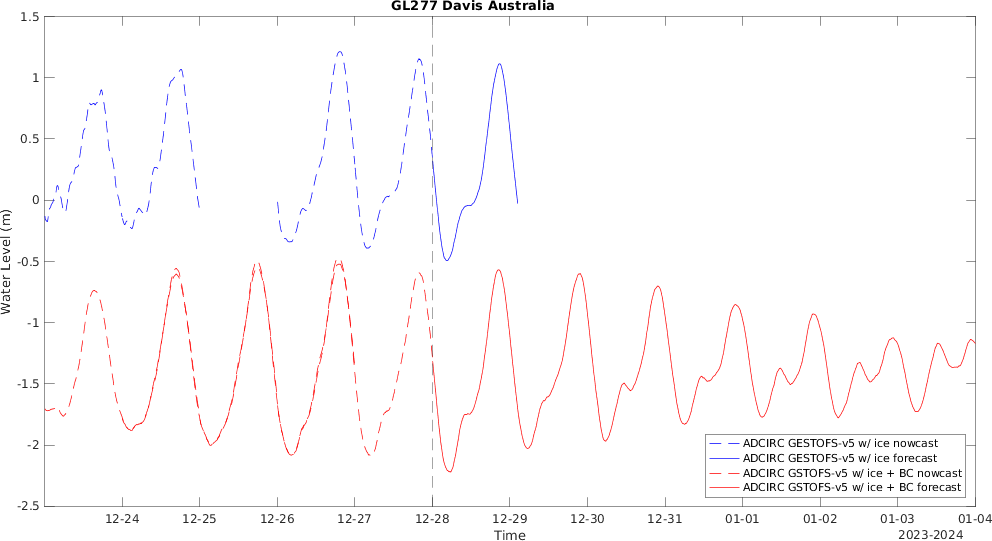 GL277 Davis Australia
1.5
1
0.5
0
-0.5
-1
-1.5
-2
-2.5
Water Level (m)
ADCIRC GESTOFS-v5 w/ ice nowcast
ADCIRC GESTOFS-v5 w/ ice forecast
ADCIRC GSTOFS-v5 w/ ice + BC nowcast
ADCIRC GSTOFS-v5 w/ ice + BC forecast
12-24 12-25 12-26 12-27 12-28 12-29 12-30 12-31 01-01 01-02 01-03 01-04
Time
2023-2024